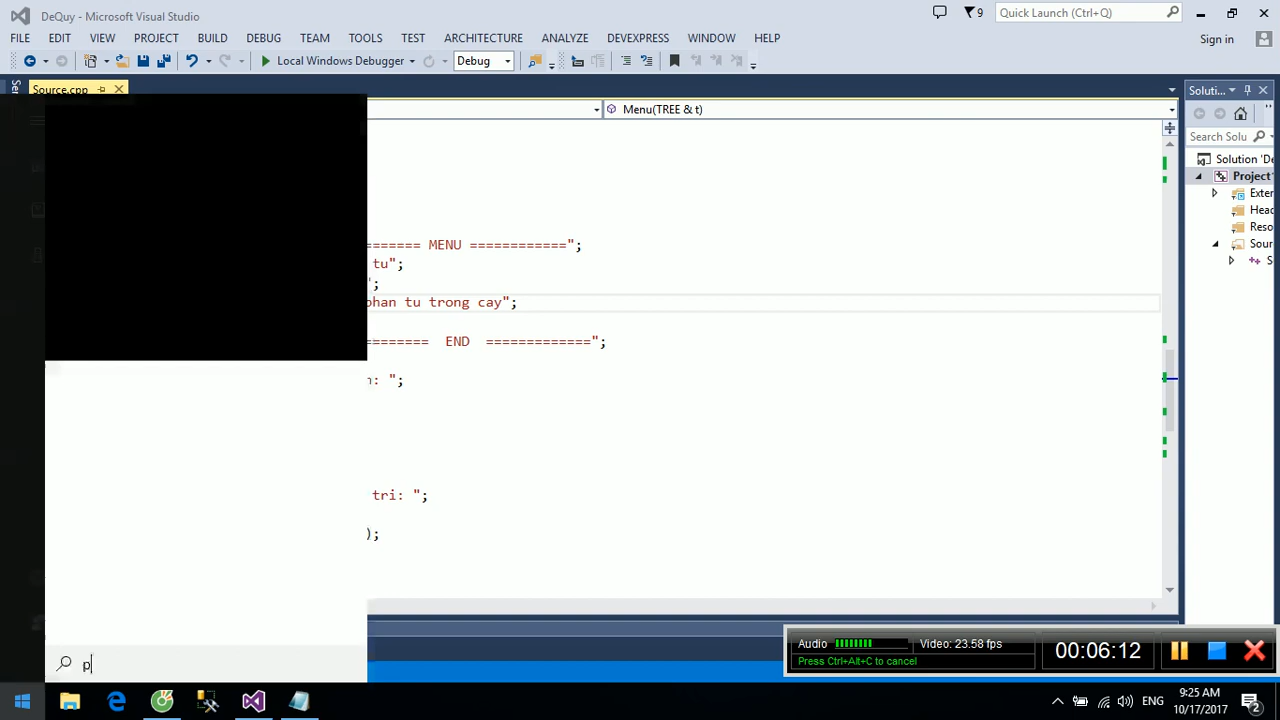 DeQuy - Microsoft Visual Studio
9
Quick Launch (Ctrl+Q)
FILE EDIT VIEW PROJECT BUILD DEBUG TEAM TOOLS TEST ARCHITECTURE ANALYZE DEVEXPRESS WINDOW HELP
Sign in
Local Windows Debugger
Debug
Source.cpp
Soluti...
Menu(TREE & t)
Search Solu
Solution 'De
Project
Exter
Head
Reso
Sourc
S
======= MENU ============";
tu";
";
phan tu trong cay";
======== END =============";
n: ";
tri: ";
);
Audio
Video: 23.58 fps
Press Ctrl+Alt+C to cancel
00:06:12
p
ENG
9:25 AM
10/17/2017
2